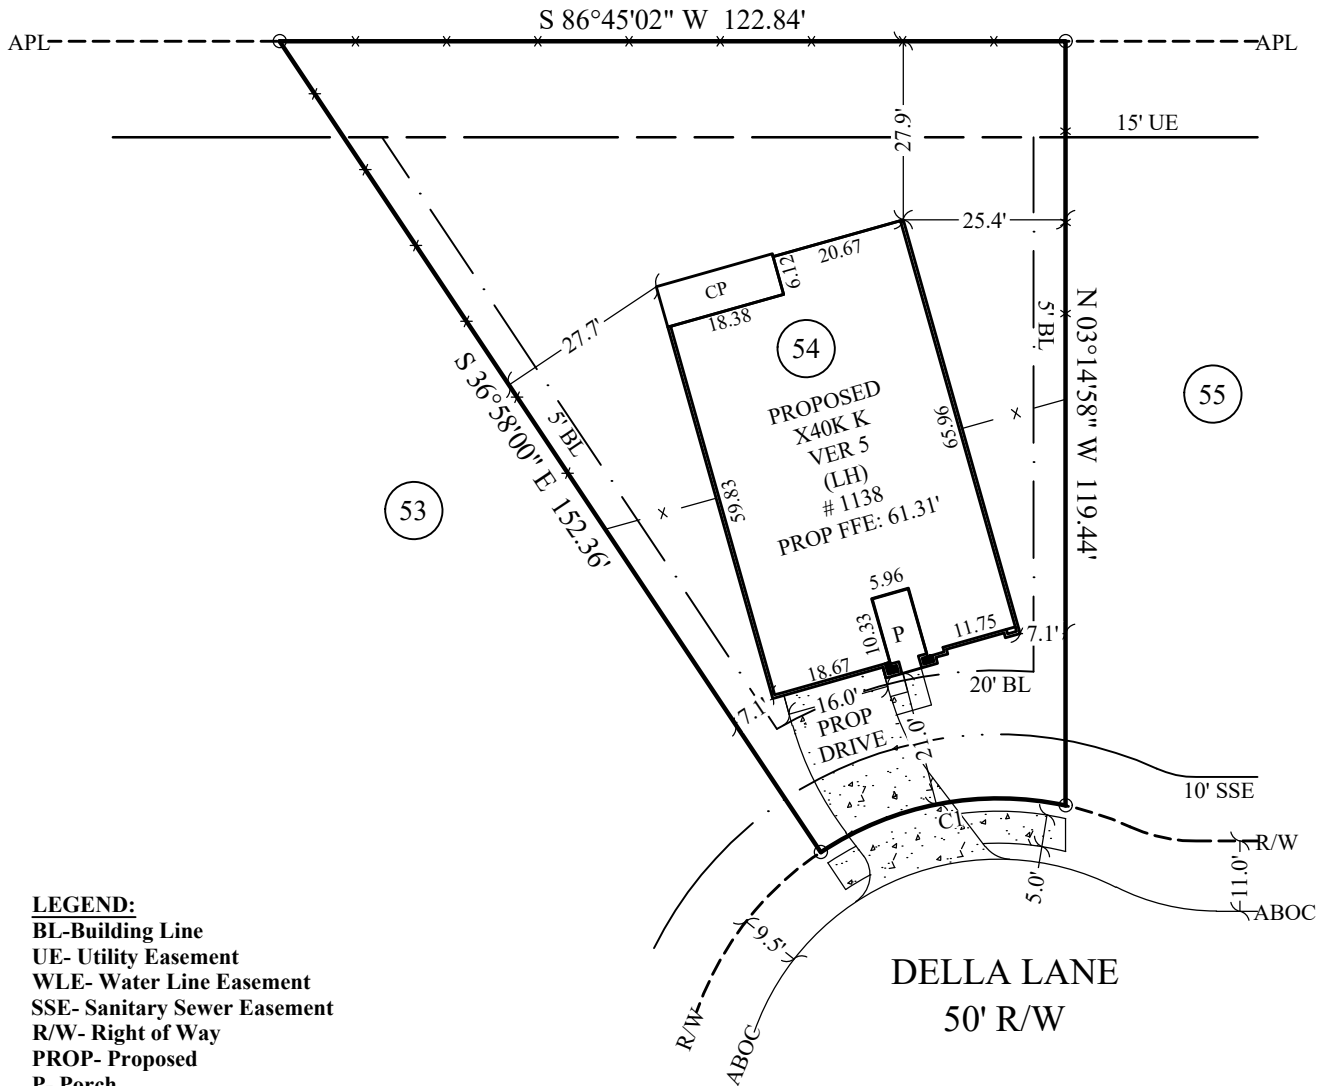 S 86°45'02" W 122.84'
APL
APL
15' UE
27.9'
25.4'
20.67
6.12
CP
18.38
27.7'
54
5' BL
N 03°14'58" W 119.44'
55
S 36°58'00" E 152.36'
5' BL
PROPOSED
X40K K
VER 5
(LH)
# 1138
PROP FFE: 61.31'
65.96
x
59.83
x
53
5.96
10.33
P
11.75
7.1'
18.67
20' BL
7.1'
16.0'
PROP
DRIVE
21.0'
10' SSE
C1
R/W
11.0'
5.0'
ABOC
9.5'
R/W
ABOC
DELLA LANE
50' R/W
LEGEND:
BL-Building Line
UE- Utility Easement
WLE- Water Line Easement
SSE- Sanitary Sewer Easement
R/W- Right of Way
PROP- Proposed
P- Porch